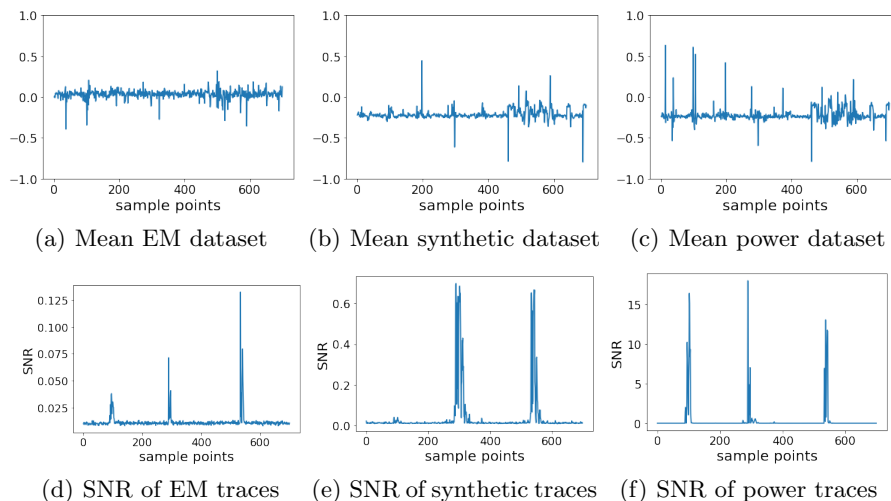 1.0
0.5
0.0
−0.5
−1.0
0 200 400 600
sample points
(a) Mean EM dataset
1.0
0.5
0.0
−0.5
−1.0
0 200 400 600
sample points
(b) Mean synthetic dataset
1.0
0.5
0.0
−0.5
−1.0
0 200 400 600
sample points
(c) Mean power dataset
SNR
0.125
0.100
0.075
0.050
0.025
0 200 400 600
sample points
(d) SNR of EM traces
SNR
0.6
0.4
0.2
0.0
0 200 400 600
sample points
(e) SNR of synthetic traces
SNR
15
10
5
0
0 200 400 600
sample points
(f) SNR of power traces